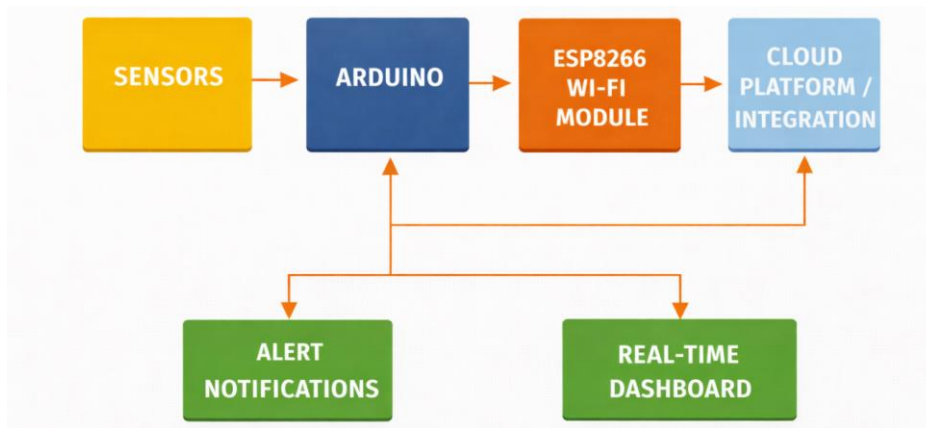 SENSORS
ARDUINO
ESP8266
WI-FI
MODULE
CLOUD
PLATFORM /
INTEGRATION
ALERT
NOTIFICATIONS
REAL-TIME
DASHBOARD